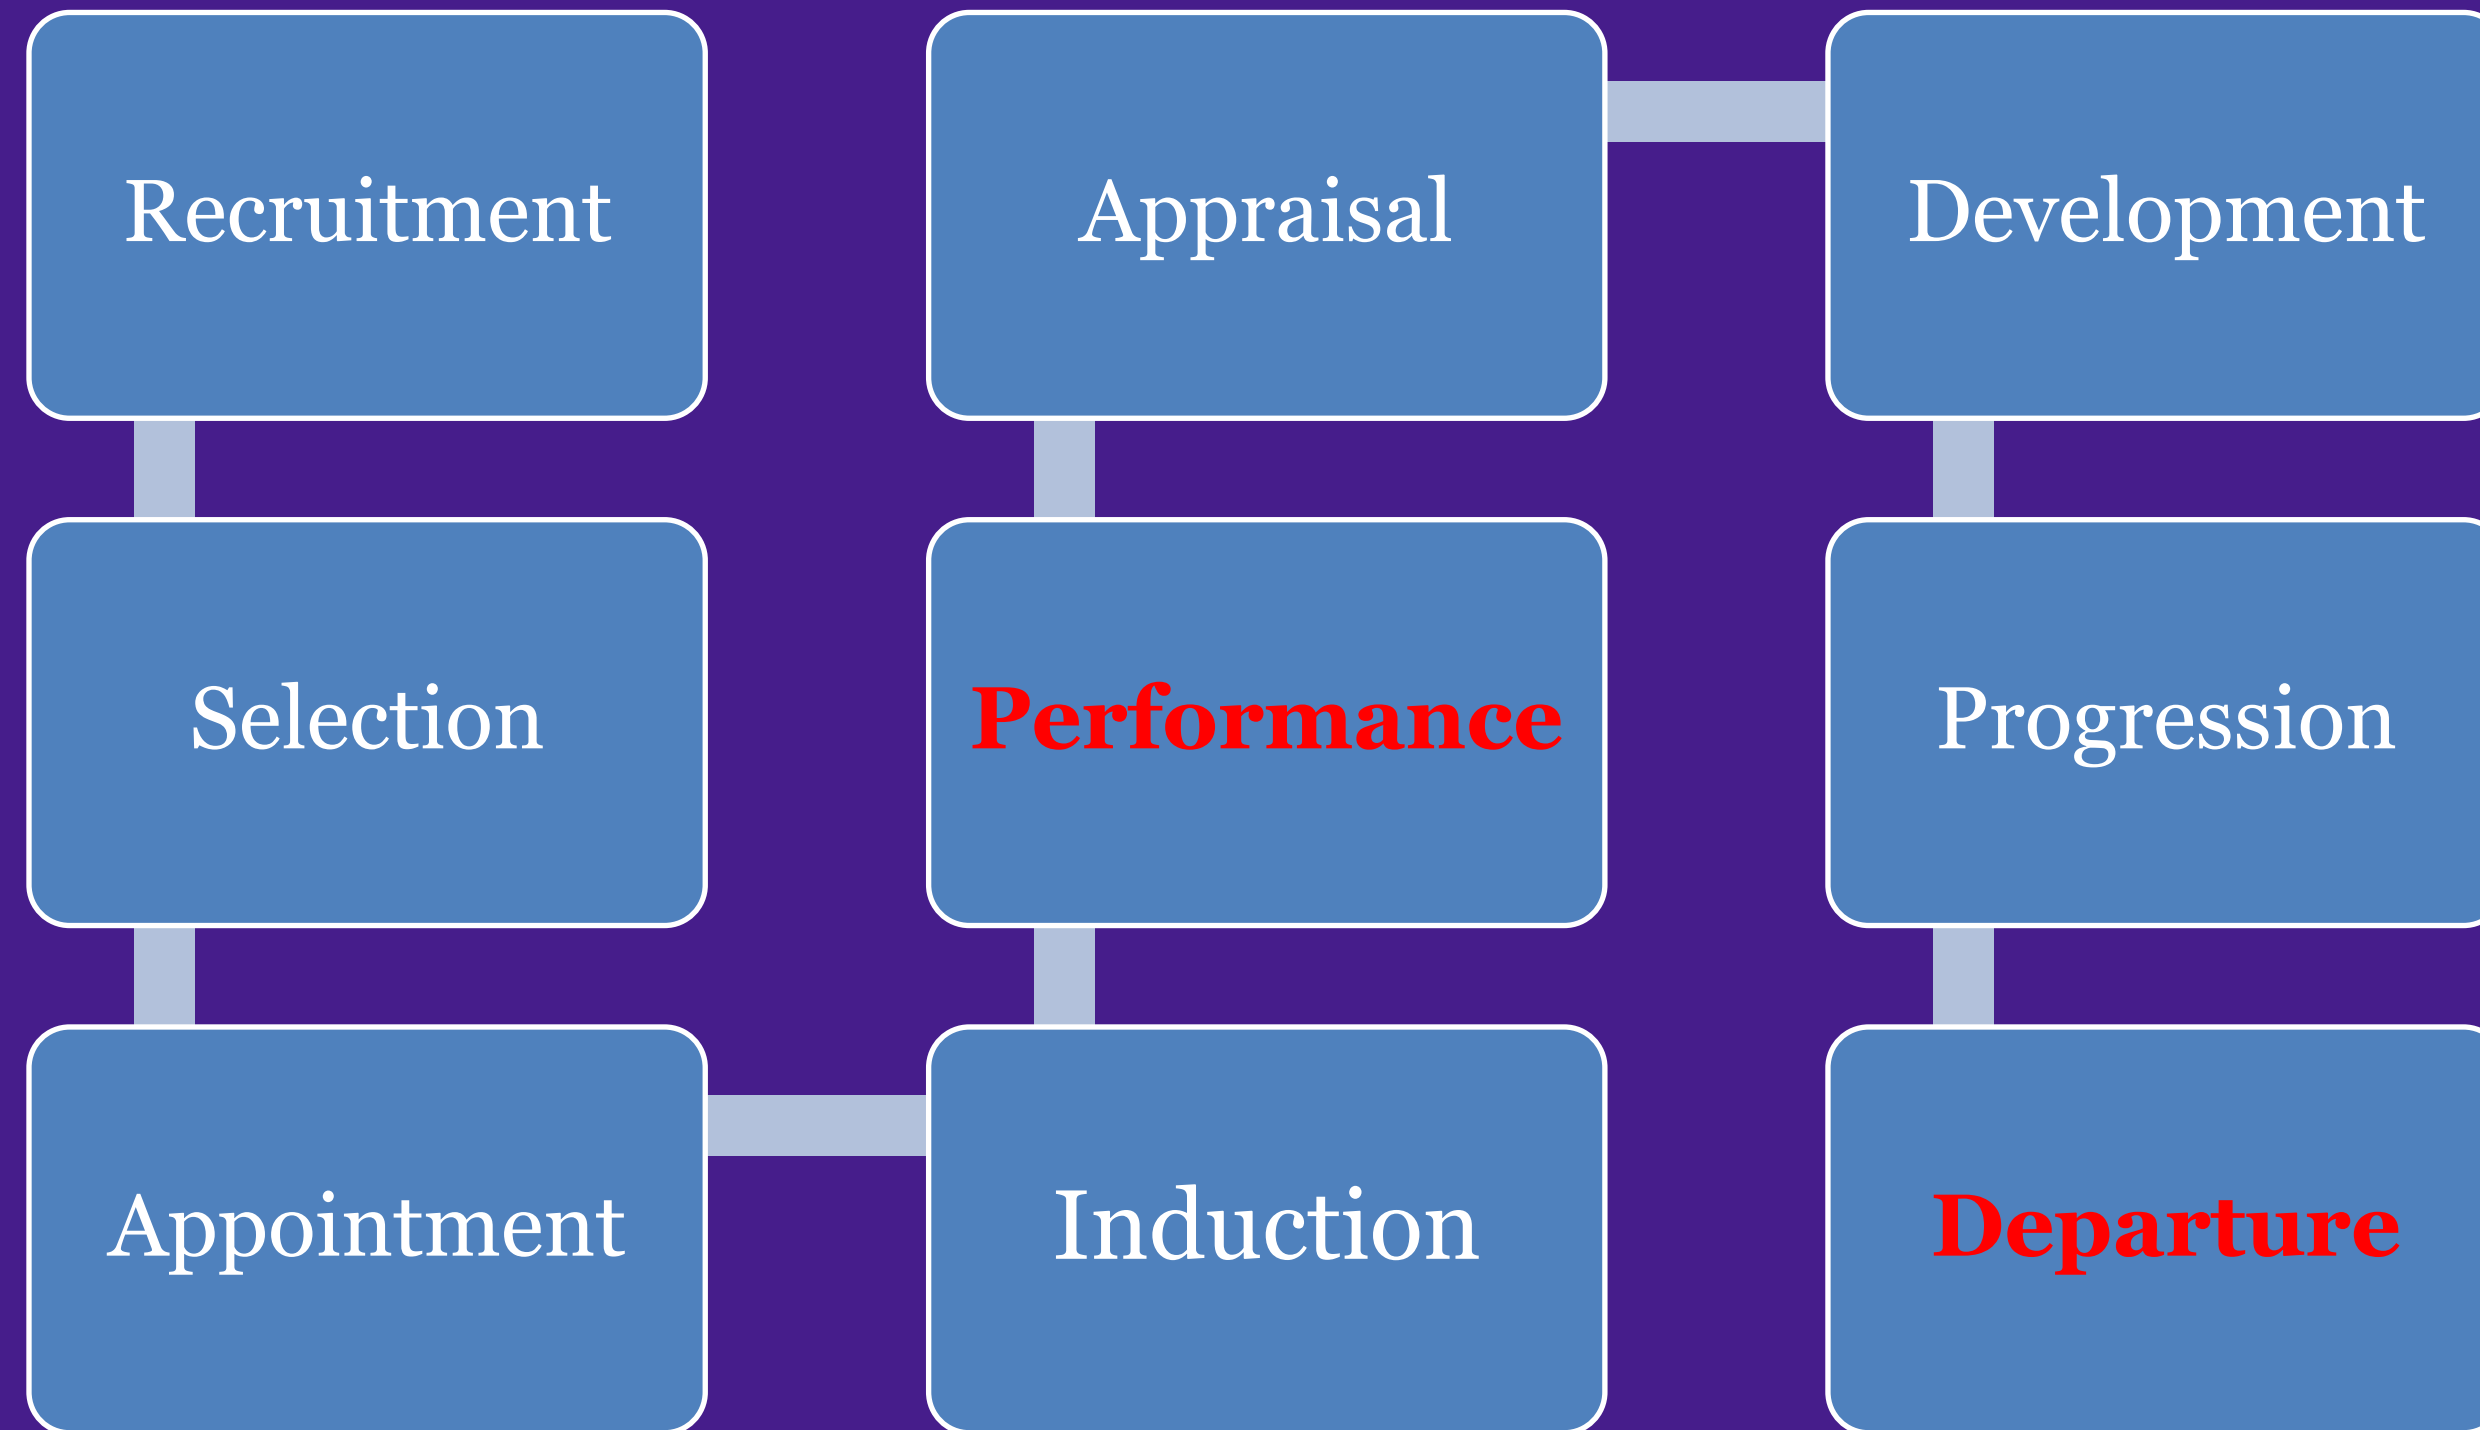 Recruitment
Selection
Appointment
Induction
Performance
Appraisal
Development
Progression
Departure